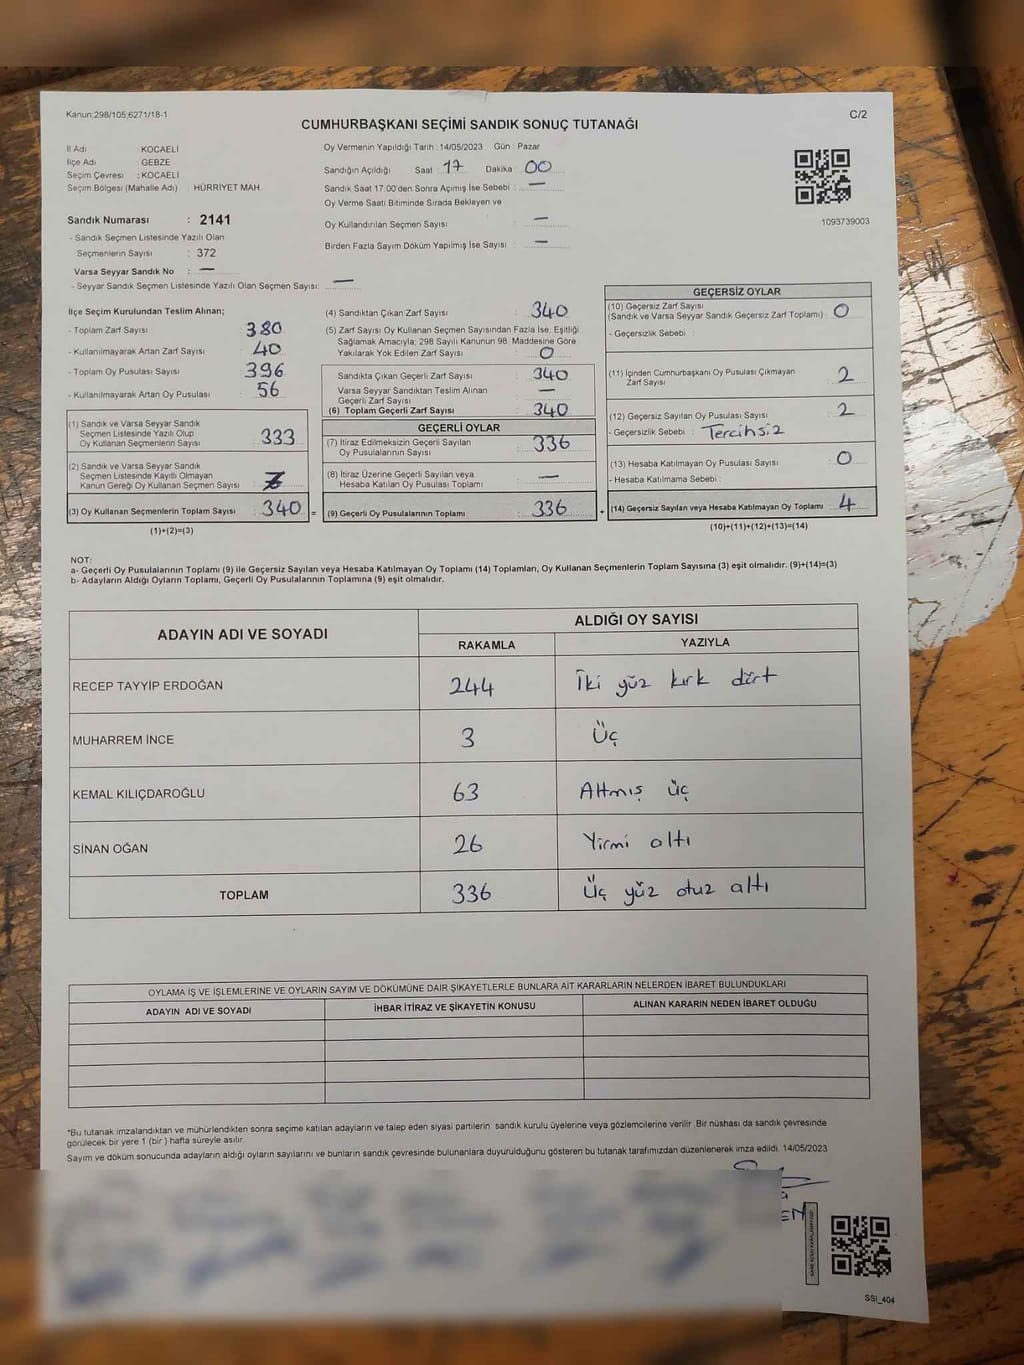 Kanun:298/105,6271/18-1
C/2
CUMHURBAŞKANI SEÇİMİ SANDIK SONUÇ TUTANAĞI
İl Adı : KOCAELİ
İlçe Adı : GEBZE
Seçim Çevresi : KOCAELİ
Seçim Bölgesi (Mahalle Adı) : HÜRRİYET MAH.
Sandık Numarası : 2141
- Sandık Seçmen Listesinde Yazılı Olan
Seçmenlerin Sayısı : 372
Varsa Seyyar Sandık No : —
- Seyyar Sandık Seçmen Listesinde Yazılı Olan Seçmen Sayısı: —
Oy Vermenin Yapıldığı Tarih : 14/05/2023 Gün : Pazar
Sandığın Açıldığı Saat 17 Dakika 00
Sandık Saat 17:00'den Sonra Açımış İse Sebebi : —
Oy Verme Saati Bitiminde Sırada Bekleyen ve
Oy Kullandırılan Seçmen Sayısı : —
Birden Fazla Sayım Döküm Yapılmış İse Sayısı : —
1093739003
İlçe Seçim Kurulundan Teslim Alınan;
- Toplam Zarf Sayısı : 380
- Kullanılmayarak Artan Zarf Sayısı : 40
- Toplam Oy Pusulası Sayısı : 396
- Kullanılmayarak Artan Oy Pusulası : 56
(1) Sandık ve Varsa Seyyar Sandık
Seçmen Listesinde Yazılı Olup
Oy Kullanan Seçmenlerin Sayısı : 333
(2) Sandık ve Varsa Seyyar Sandık
Seçmen Listesinde Kayıtlı Olmayan
Kanun Gereği Oy Kullanan Seçmen Sayısı : 7
(3) Oy Kullanan Seçmenlerin Toplam Sayısı : 340 =
(1)+(2)=(3)
(4) Sandıktan Çıkan Zarf Sayısı : 340
(5) Zarf Sayısı Oy Kullanan Seçmen Sayısından Fazla İse, Eşitliği
Sağlamak Amacıyla; 298 Sayılı Kanunun 98. Maddesine Göre
Yakılarak Yok Edilen Zarf Sayısı : 0
Sandıkta Çıkan Geçerli Zarf Sayısı : 340
Varsa Seyyar Sandıktan Teslim Alınan
Geçerli Zarf Sayısı : —
(6) Toplam Geçerli Zarf Sayısı : 340
GEÇERLİ OYLAR
(7) İtiraz Edilmeksizin Geçerli Sayılan
Oy Pusulalarının Sayısı : 336
(8) İtiraz Üzerine Geçerli Sayılan veya
Hesaba Katılan Oy Pusulası Toplamı : —
(9) Geçerli Oy Pusulalarının Toplamı : 336 +
GEÇERSİZ OYLAR
(10) Geçersiz Zarf Sayısı
(Sandık ve Varsa Seyyar Sandık Geçersiz Zarf Toplamı) : 0
- Geçersizlik Sebebi :
(11) İçinden Cumhurbaşkanı Oy Pusulası Çıkmayan
Zarf Sayısı : 2
(12) Geçersiz Sayılan Oy Pusulası Sayısı : 2
- Geçersizlik Sebebi : Tercihsiz
(13) Hesaba Katılmayan Oy Pusulası Sayısı : 0
- Hesaba Katılmama Sebebi :
(14) Geçersiz Sayılan veya Hesaba Katılmayan Oy Toplamı : 4
(10)+(11)+(12)+(13)=(14)
NOT:
a- Geçerli Oy Pusulalarının Toplamı (9) ile Geçersiz Sayılan veya Hesaba Katılmayan Oy Toplamı (14) Toplamları, Oy Kullanan Seçmenlerin Toplam Sayısına (3) eşit olmalıdır. (9)+(14)=(3)
b- Adayların Aldığı Oyların Toplamı, Geçerli Oy Pusulalarının Toplamına (9) eşit olmalıdır.
ADAYIN ADI VE SOYADI
ALDIĞI OY SAYISI
RAKAMLA YAZIYLA
RECEP TAYYİP ERDOĞAN 244 İki yüz kırk dört
MUHARREM İNCE 3 Üç
KEMAL KILIÇDAROĞLU 63 Altmış üç
SİNAN OĞAN 26 Yirmi altı
TOPLAM 336 Üç yüz otuz altı
OYLAMA İŞ VE İŞLEMLERİNE VE OYLARIN SAYIM VE DÖKÜMÜNE DAİR ŞİKAYETLERLE BUNLARA AİT KARARLARIN NELERDEN İBARET BULUNDUKLARI
ADAYIN ADI VE SOYADI İHBAR İTİRAZ VE ŞİKAYETİN KONUSU ALINAN KARARIN NEDEN İBARET OLDUĞU
*Bu tutanak imzalandıktan ve mühürlendikten sonra seçime katılan adayların ve talep eden siyasi partilerin sandık kurulu üyelerine veya gözlemcilerine verilir. Bir nüshası da sandık çevresinde
görülecek bir yere 1 (bir ) hafta süreyle asılır.
Sayım ve döküm sonucunda adayların aldığı oyların sayılarını ve bunların sandık çevresinde bulunanlara duyurulduğunu gösteren bu tutanak tarafımızdan düzenlenerek imza edildi. 14/05/2023
SSİ_404